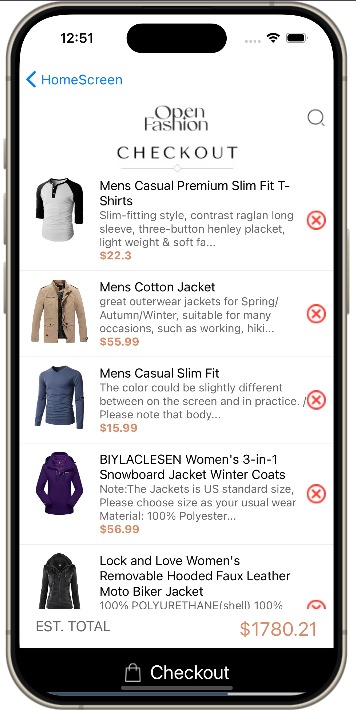 12:51
HomeScreen
Open
Fashion
CHECKOUT
Mens Casual Premium Slim Fit T-
Shirts
Slim-fitting style, contrast raglan long
sleeve, three-button henley placket,
light weight & soft fa...
$22.3
Mens Cotton Jacket
great outerwear jackets for Spring/
Autumn/Winter, suitable for many
occasions, such as working, hiki...
$55.99
Mens Casual Slim Fit
The color could be slightly different
between on the screen and in practice. /
Please note that body...
$15.99
BIYLACLESEN Women's 3-in-1
Snowboard Jacket Winter Coats
Note:The Jackets is US standard size,
Please choose size as your usual wear
Material: 100% Polyester...
$56.99
Lock and Love Women's
Removable Hooded Faux Leather
Moto Biker Jacket
100% POLYURETHANE(shell) 100%
EST. TOTAL
$1780.21
Checkout